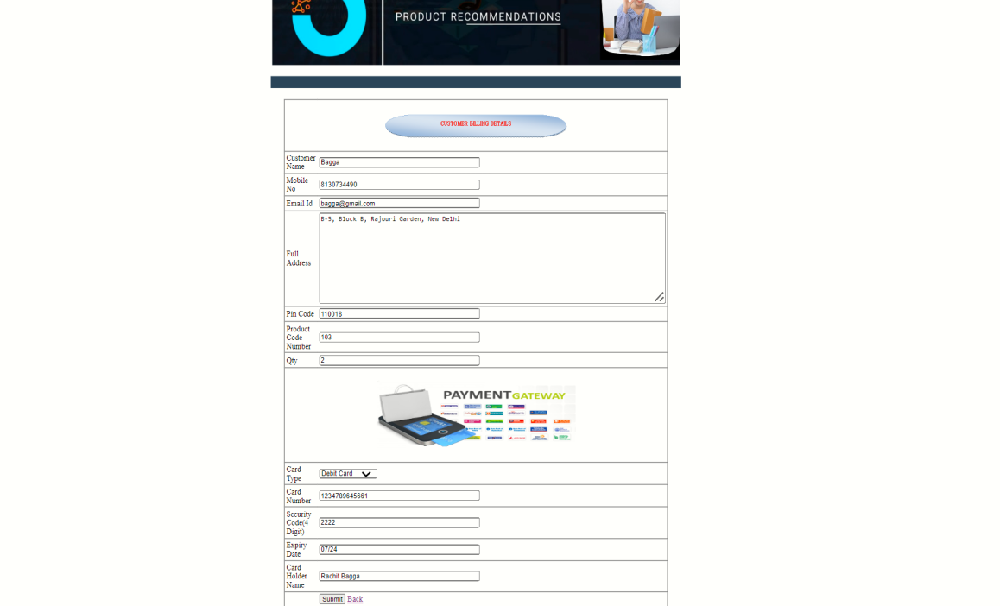 PRODUCT RECOMMENDATIONS
CUSTOMER BILLING DETAILS
Customer
Name
Bagga
Mobile
No
8130734490
Email Id
bagga@gmail.com
Full
Address
B-5, Block B, Rajouri Garden, New Delhi
Pin Code
110018
Product
Code
Number
103
Qty
2
PAYMENTGATEWAY
Card
Type
Debit Card
Card
Number
1234789645661
Security
Code(4
Digit)
2222
Expiry
Date
07/24
Card
Holder
Name
Rachit Bagga
Submit Back